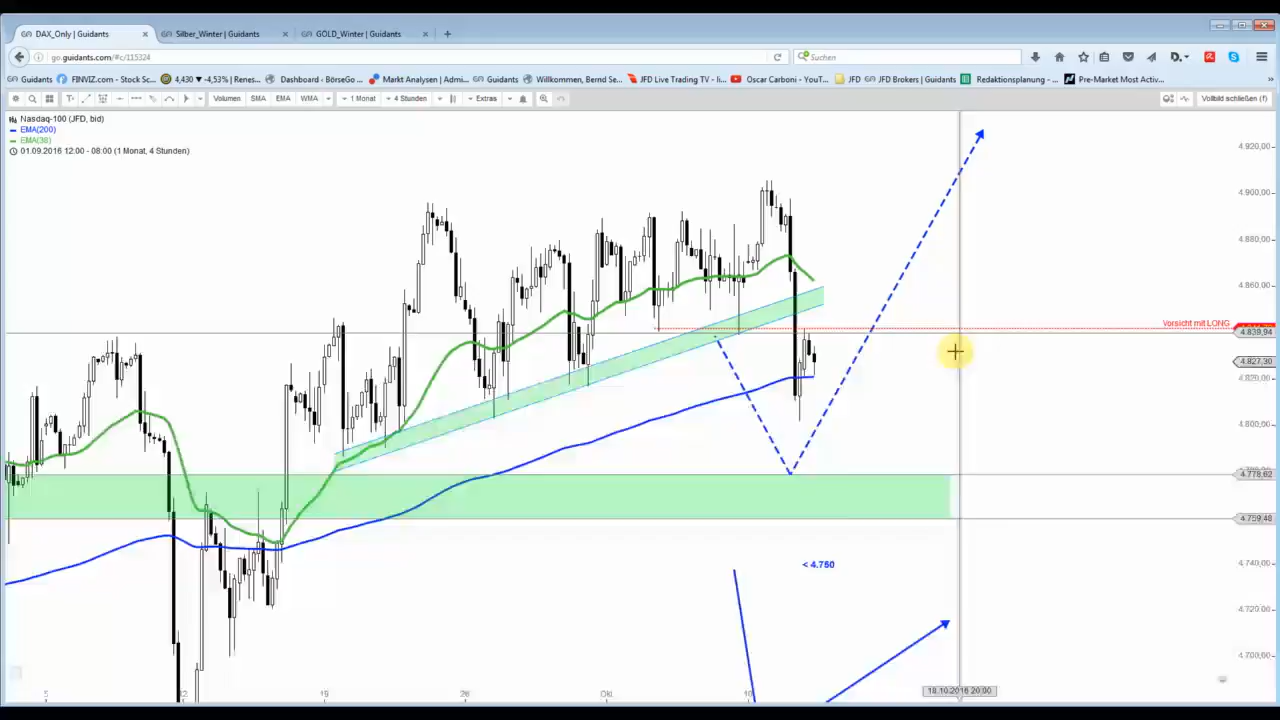 DAX_Only | Guidants
Silber_Winter | Guidants
GOLD_Winter | Guidants
go.guidants.com/#c/115324
Suchen
Guidants
FINVIZ.com - Stock Sc...
4,430 ▼ -4,53% | Renes...
Dashboard - BörseGo ...
Markt Analysen | Admi...
Guidants
Willkommen, Bernd Se...
JFD Live Trading TV - li...
Oscar Carboni - YouT...
JFD
JFD Brokers | Guidants
Redaktionsplanung - ...
Pre-Market Most Activ...
Volumen
SMA
EMA
WMA
1 Monat
4 Stunden
Extras
Vollbild schließen (f)
Nasdaq-100 (JFD, bid)
EMA(200)
EMA(38)
01.09.2016 12:00 - 08:00 (1 Monat, 4 Stunden)
4.920,00
4.900,00
4.880,00
4.860,00
Vorsicht mit LONG
4.839,94
4.827,30
4.820,00
4.800,00
4.778,62
4.759,48
4.740,00
4.720,00
4.700,00
< 4.750
5
12
19
26
Okt
10
18.10.2016 20:00